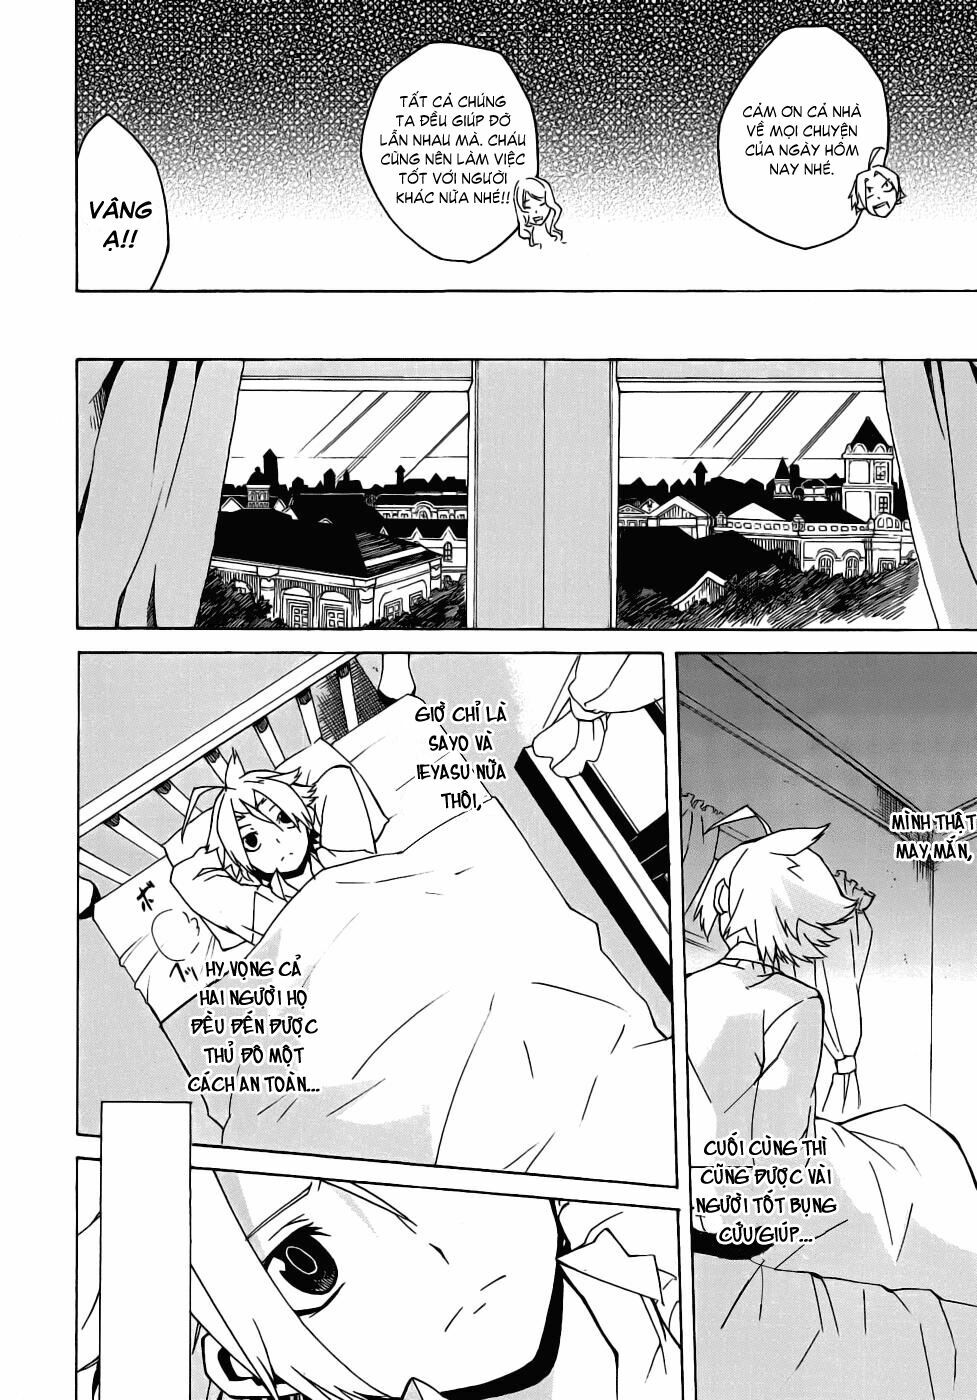 CẢM ƠN CẢ NHÀ
VỀ MỌI CHUYỆN
CỦA NGÀY HÔM
NAY NHÉ.
TẤT CẢ CHÚNG
TA ĐỀU GIÚP ĐỠ
LẪN NHAU MÀ. CHÁU
CŨNG NÊN LÀM VIỆC
TỐT VỚI NGƯỜI
KHÁC NỮA NHÉ!!
VÂNG
Ạ!!
MÌNH THẬT
MAY MẮN,
CUỐI CÙNG THÌ
CŨNG ĐƯỢC VÀI
NGƯỜI TỐT BỤNG
CỨU GIÚP...
GIỜ CHỈ LÀ
SAYO VÀ
IEYASU NỮA
THÔI,
ボ
ヘッ
HY VỌNG CẢ
HAI NGƯỜI HỌ
ĐỀU ĐẾN ĐƯỢC
THỦ ĐÔ MỘT
CÁCH AN TOÀN...